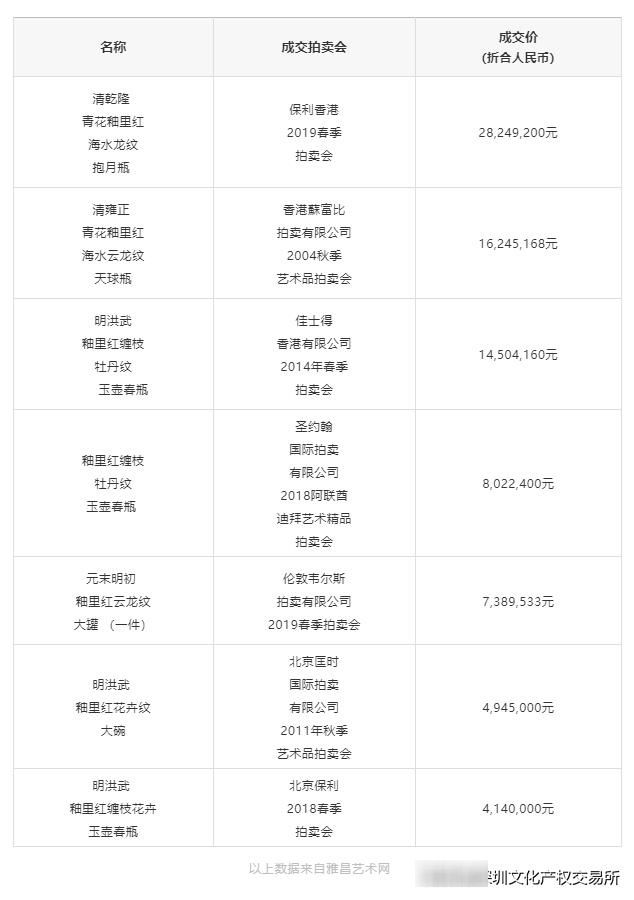 名称
成交拍卖会
成交价
(折合人民币)
清乾隆
青花釉里红
海水龙纹
抱月瓶
保利香港
2019春季
拍卖会
28,249,200元
清雍正
青花釉里红
海水云龙纹
天球瓶
香港蘇富比
拍卖有限公司
2004秋季
艺术品拍卖会
16,245,168元
明洪武
釉里红缠枝
牡丹纹
玉壶春瓶
佳士得
香港有限公司
2014年春季
拍卖会
14,504,160元
釉里红缠枝
牡丹纹
玉壶春瓶
圣约翰
国际拍卖
有限公司
2018阿联酋
迪拜艺术精品
拍卖会
8,022,400元
元末明初
釉里红云龙纹
大罐 （一件）
伦敦韦尔斯
拍卖有限公司
2019春季拍卖会
7,389,533元
明洪武
釉里红花卉纹
大碗
北京匡时
国际拍卖
有限公司
2011年秋季
艺术品拍卖会
4,945,000元
明洪武
釉里红缠枝花卉
玉壶春瓶
北京保利
2018春季
拍卖会
4,140,000元
以上数据来自雅昌艺术网
深圳文化产权交易所